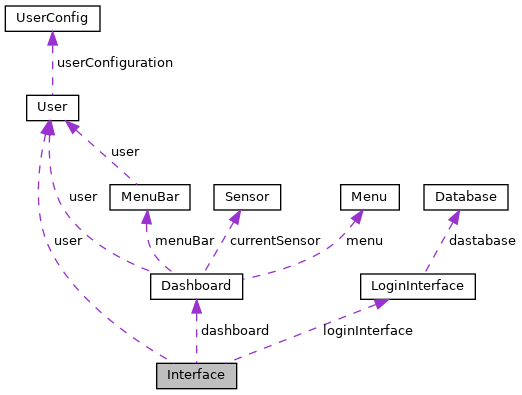 UserConfig
userConfiguration
User
user
MenuBar
Sensor
Menu
Database
user
user
menuBar
currentSensor
menu
dastabase
Dashboard
LoginInterface
dashboard
loginInterface
Interface